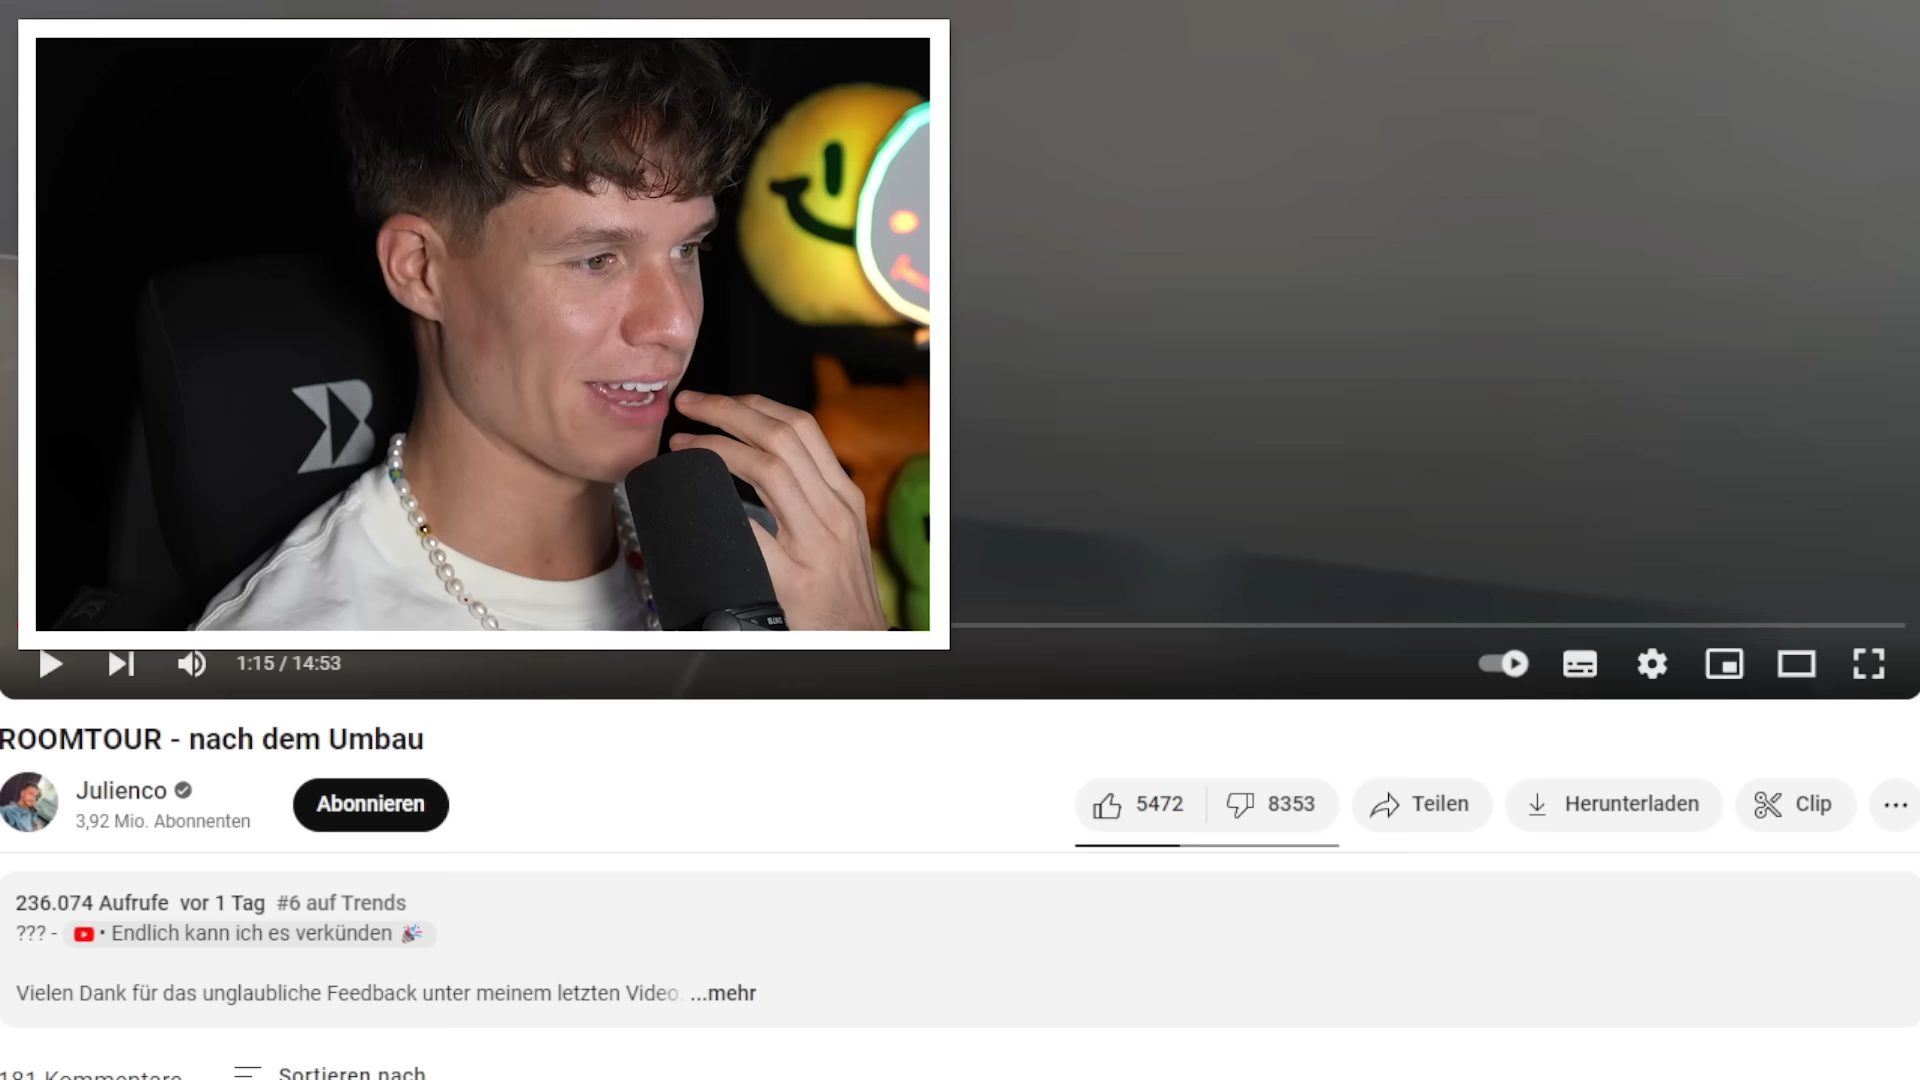 1:15 / 14:53
ROOMTOUR - nach dem Umbau
Julienco
3,92 Mio. Abonnenten
Abonnieren
5472
8353
Teilen
Herunterladen
Clip
236.074 Aufrufe vor 1 Tag #6 auf Trends
??? - • Endlich kann ich es verkünden
Vielen Dank für das unglaubliche Feedback unter meinem letzten Video. ...mehr
181 Kommentare
Sortieren nach